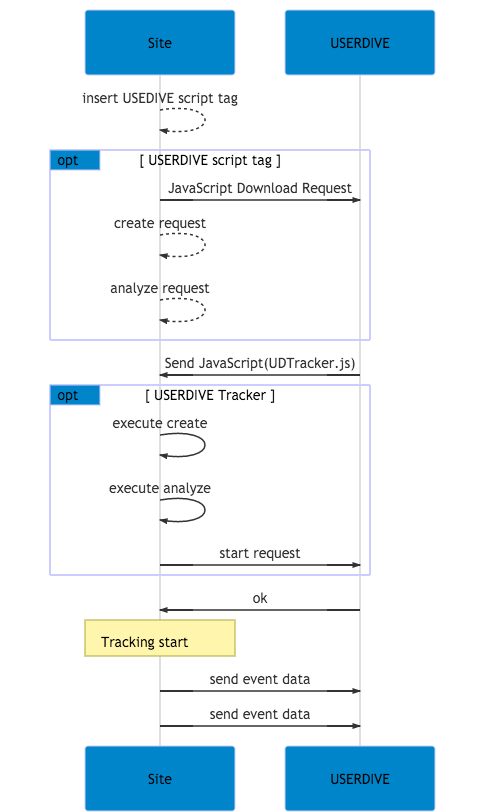 Site
USERDIVE
insert USEDIVE script tag
opt
[ USERDIVE script tag ]
JavaScript Download Request
create request
analyze request
Send JavaScript(UDTracker.js)
opt
[ USERDIVE Tracker ]
execute create
execute analyze
start request
ok
Tracking start
send event data
send event data
Site
USERDIVE